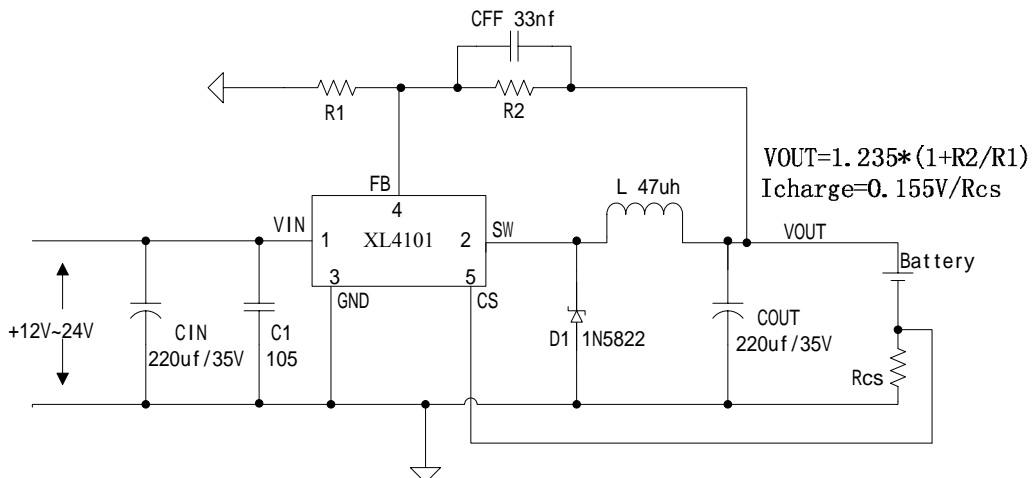 CFF 33nf
R1
R2
VOUT=1.235*(1+R2/R1)
Icharge=0.155V/Rcs
FB
4
VIN
1
XL4101
2
SW
L 47uh
VOUT
Battery
3
5
GND
CS
+12V~24V
CIN
220uf/35V
C1
105
D1
1N5822
COUT
220uf/35V
Rcs